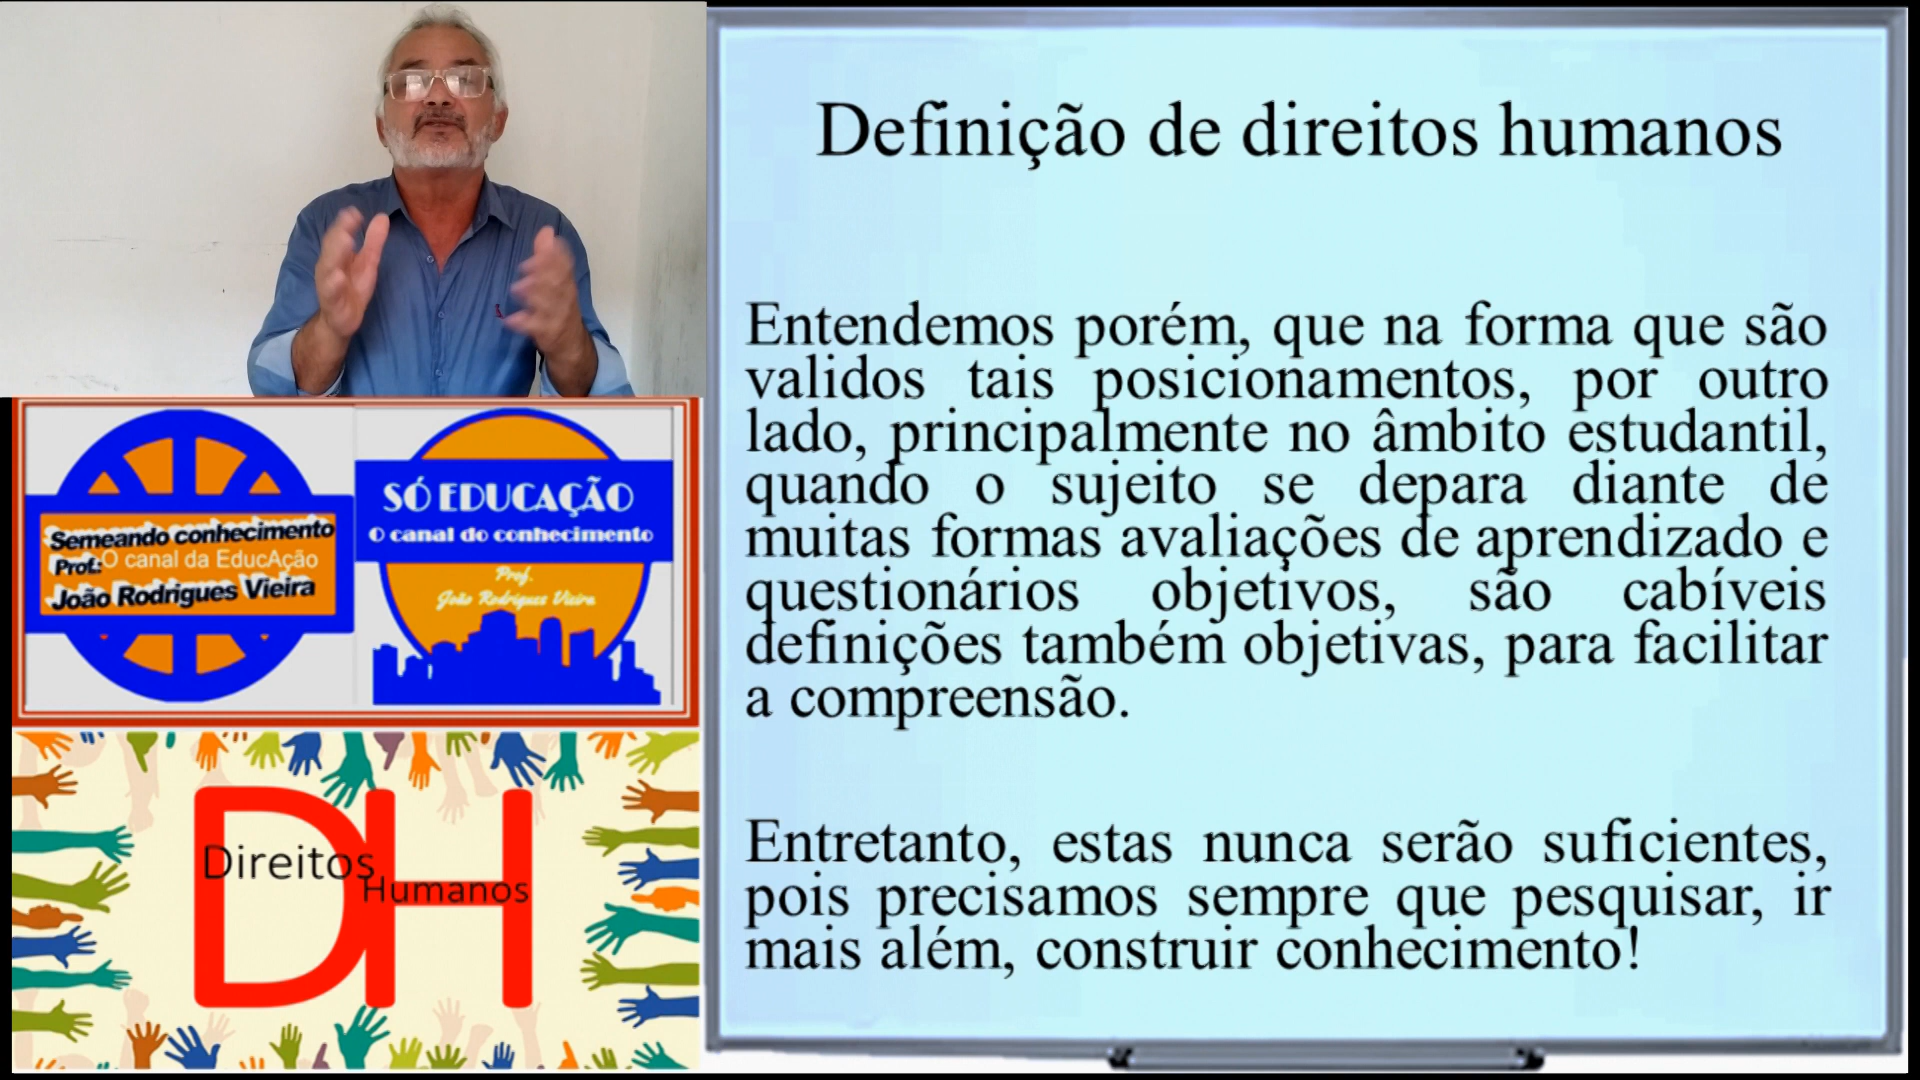 Definição de direitos humanos
Entendemos porém, que na forma que são
validos tais posicionamentos, por outro
lado, principalmente no âmbito estudantil,
quando o sujeito se depara diante de
muitas formas avaliações de aprendizado e
questionários objetivos, são cabíveis
definições também objetivas, para facilitar
a compreensão.
Entretanto, estas nunca serão suficientes,
pois precisamos sempre que pesquisar, ir
mais além, construir conhecimento!
Semeando conhecimento
Prof.: O canal da EducAção
João Rodrigues Vieira
SÓ EDUCAÇÃO
O canal do conhecimento
Prof.
João Rodrigues Vieira
DH
Direitos
Humanos